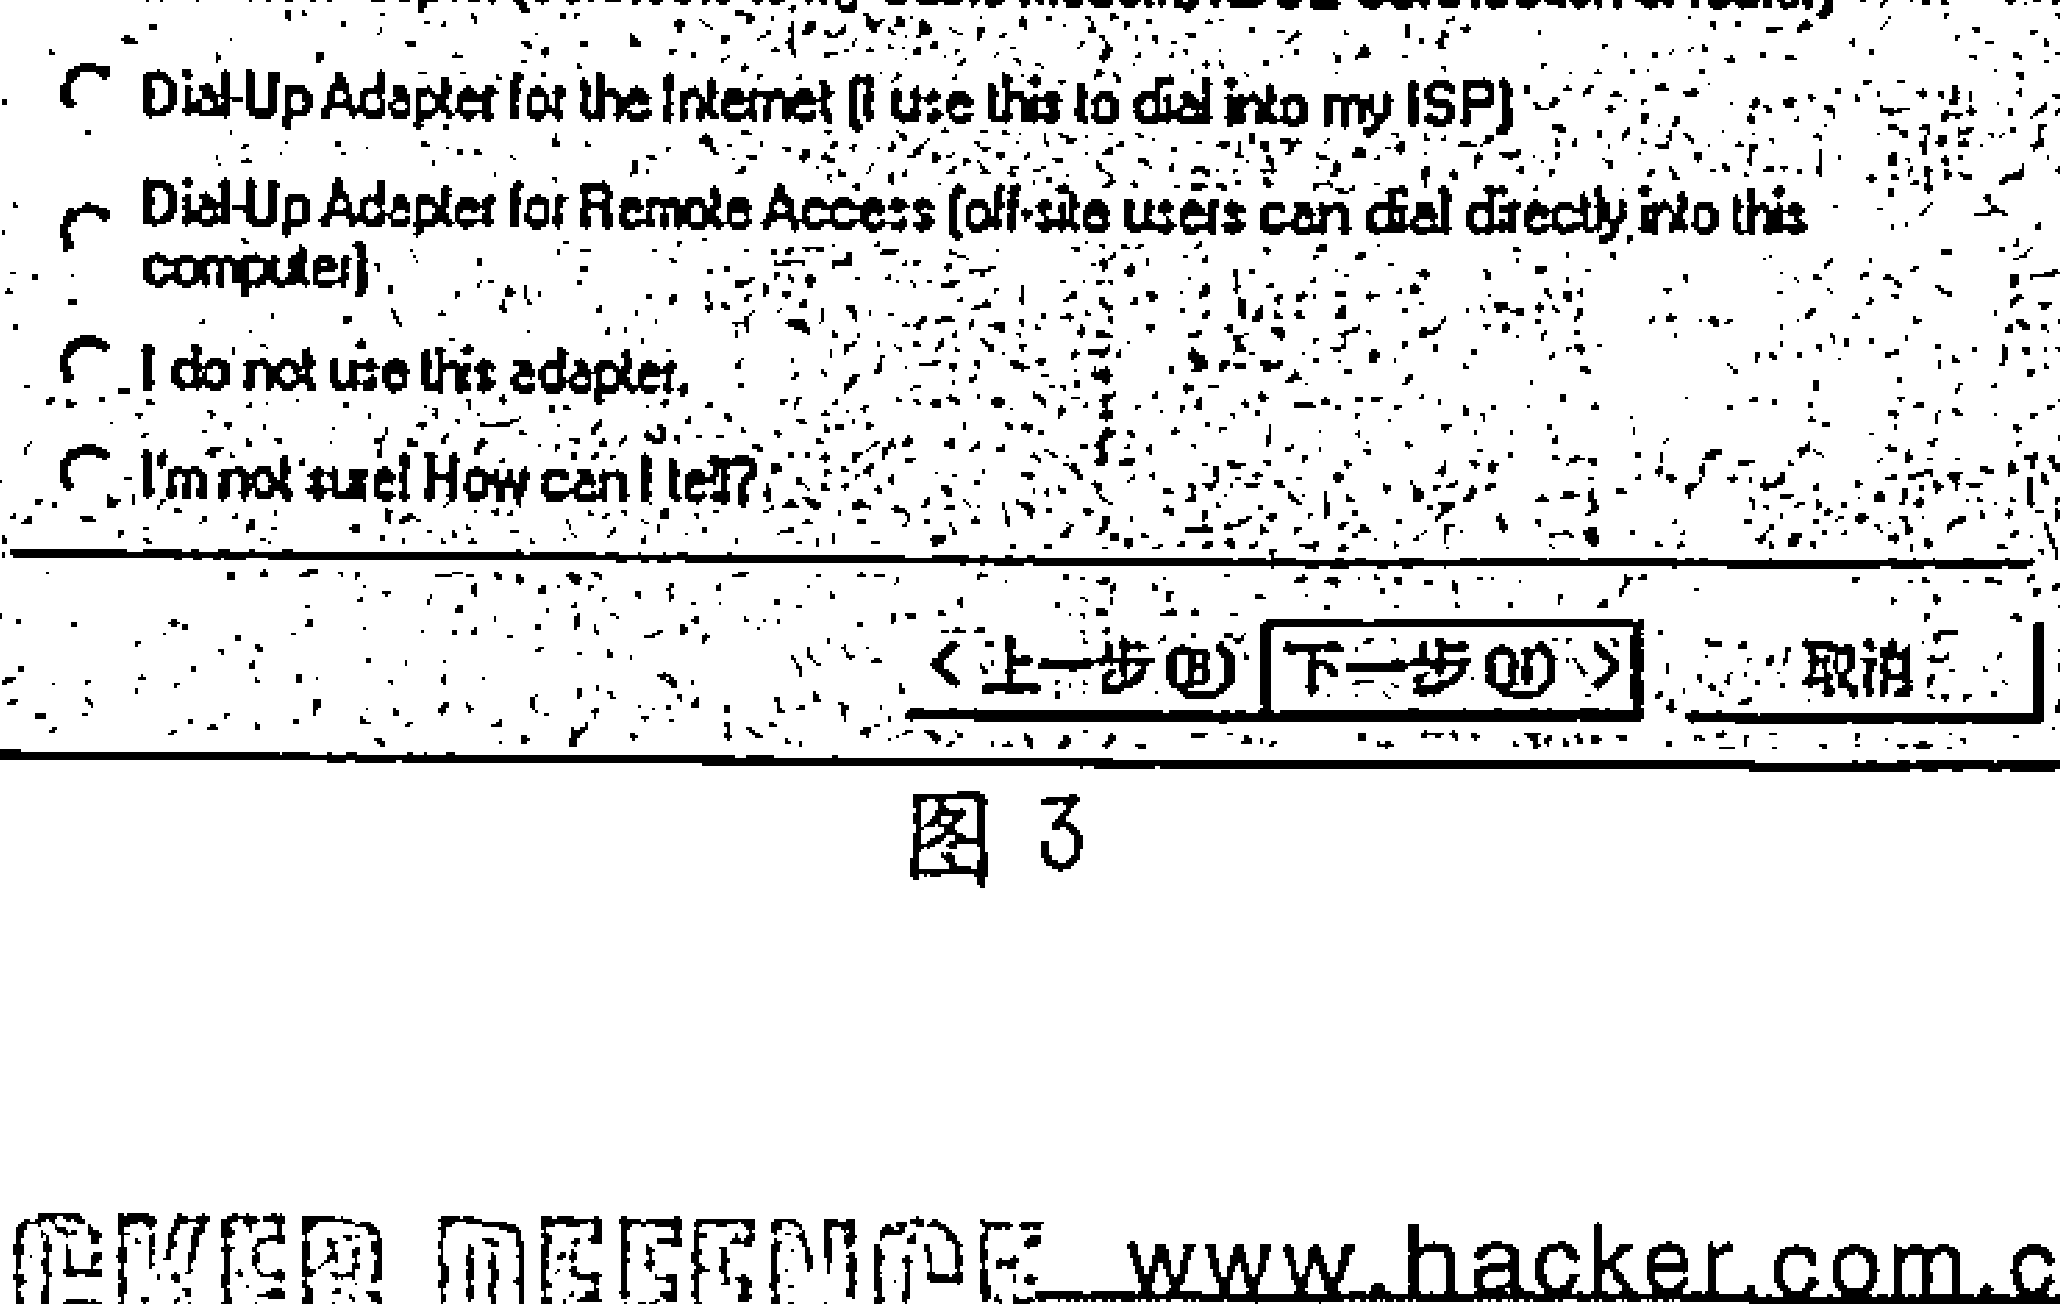 Dial-Up Adapter for the Internet (I use this to dial into my ISP)
Dial-Up Adapter for Remote Access (off-site users can dial directly into this
computer)
I do not use this adapter.
I'm not sure! How can I tell?
< 上一步(B) 下一步(N) > 取消
图 3
DEFENCE www.hacker.com.c